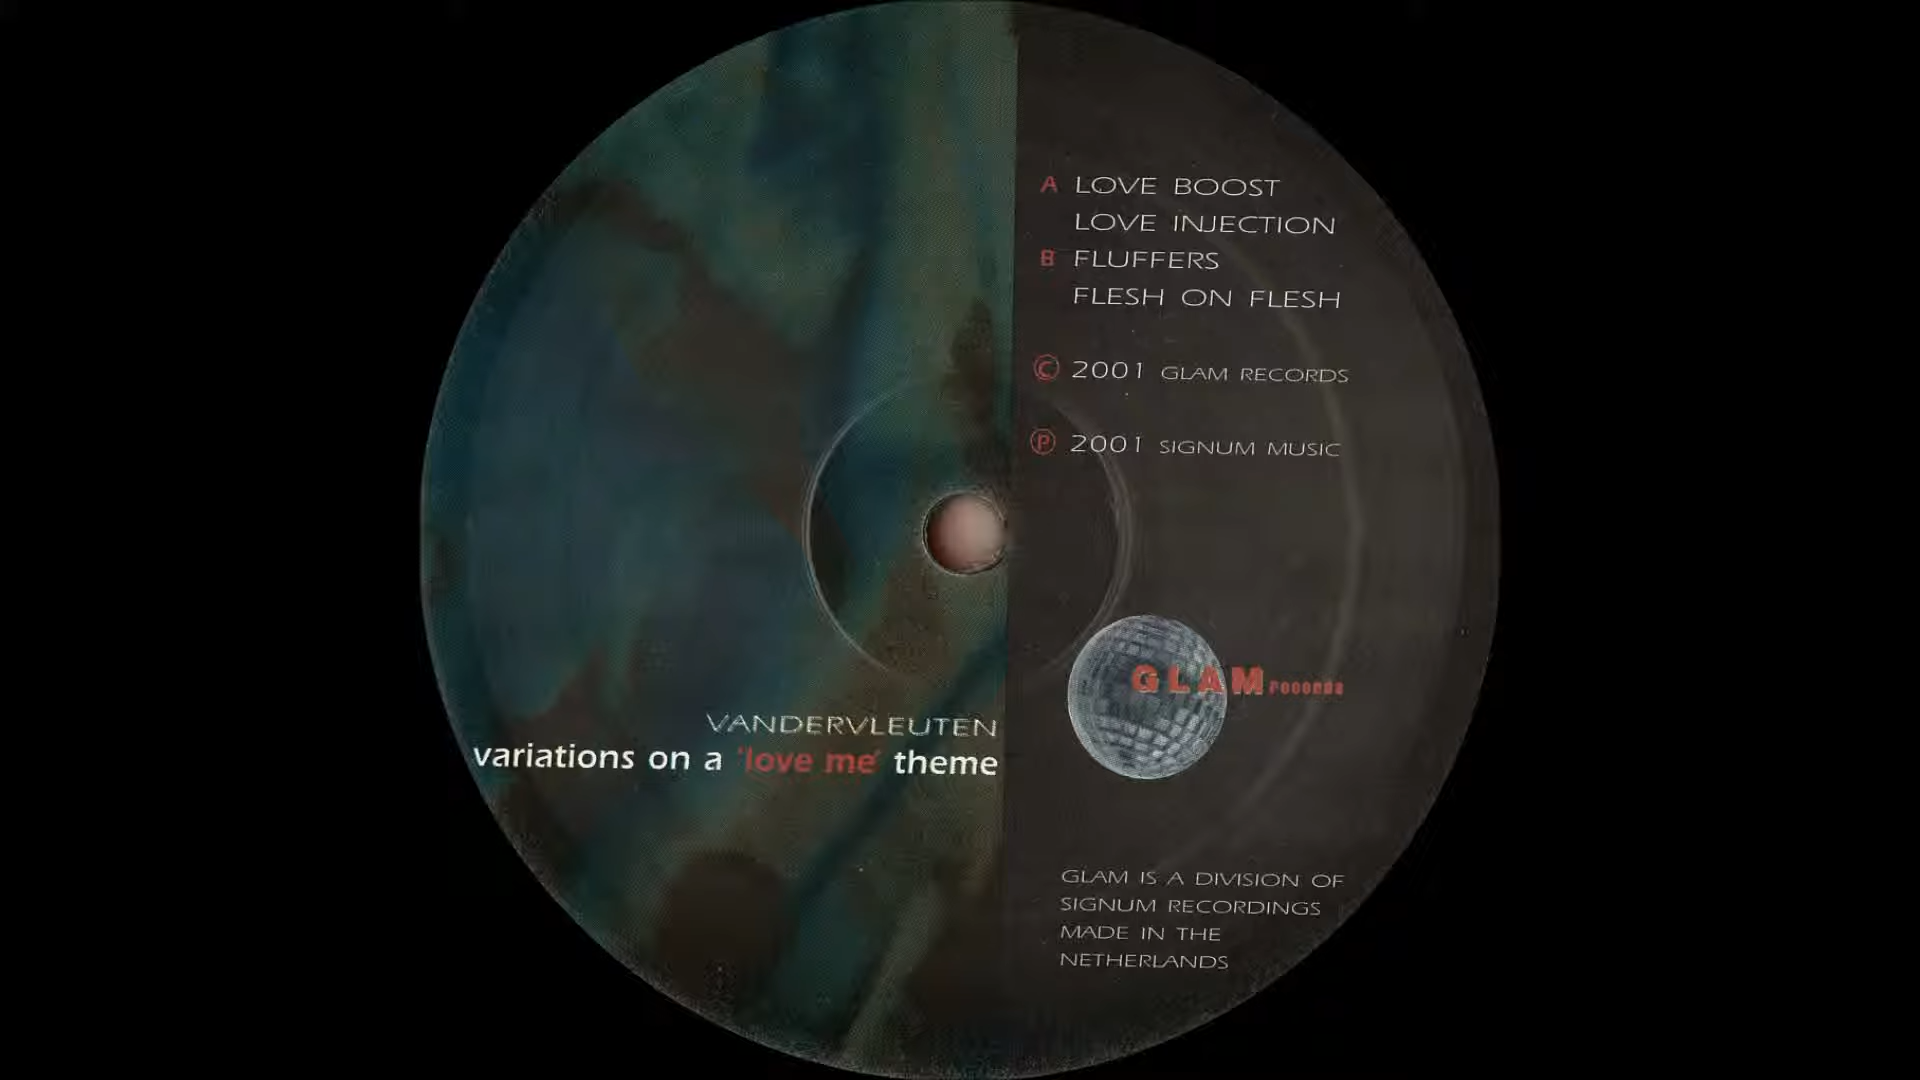 A LOVE BOOST
LOVE INJECTION
B FLUFFERS
FLESH ON FLESH
© 2001 GLAM RECORDS
℗ 2001 SIGNUM MUSIC
GLAM records
VANDERVLEUTEN
variations on a 'love me' theme
GLAM IS A DIVISION OF
SIGNUM RECORDINGS
MADE IN THE
NETHERLANDS